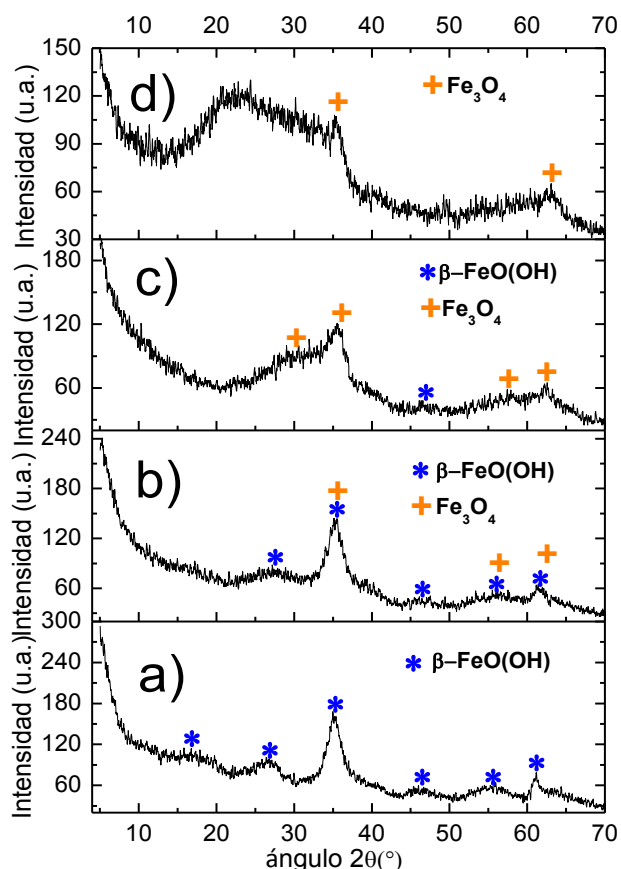 10 20 30 40 50 60 70
150
120
90
60
30
Intensidad (u.a.)
d)
Fe₃O₄
180
120
60
Intensidad (u.a.)
c)
β–FeO(OH)
Fe₃O₄
240
180
120
60
Intensidad (u.a.)
b)
β–FeO(OH)
Fe₃O₄
300
240
180
120
60
Intensidad (u.a.)
a)
β–FeO(OH)
10 20 30 40 50 60 70
ángulo 2θ(°)